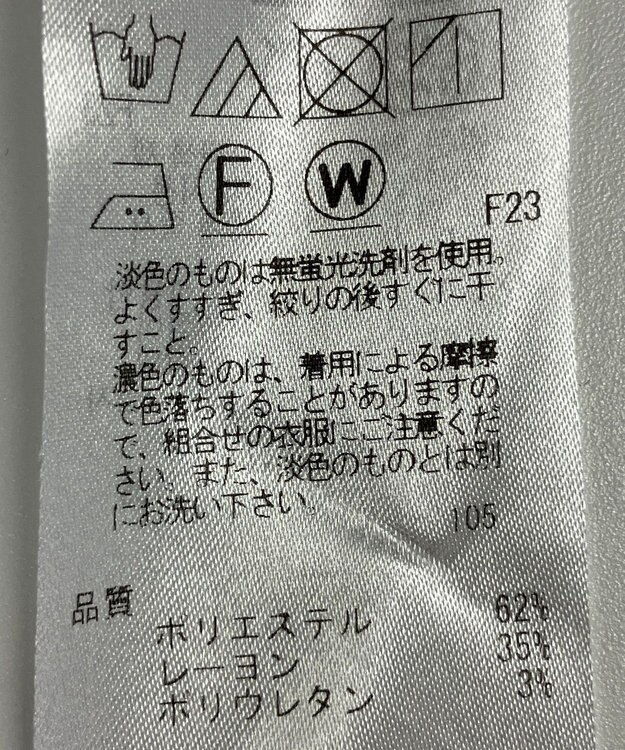 F
W
F23
淡色のものは無蛍光洗剤を使用。
よくすすぎ、絞りの後すぐに干
すこと。
濃色のものは、着用による摩擦
で色落ちすることがありますの
で、組合せの衣服にご注意くだ
さい。また、淡色のものとは別
にお洗い下さい。
105
品質
ポリエステル 62%
レーヨン 35%
ポリウレタン 3%